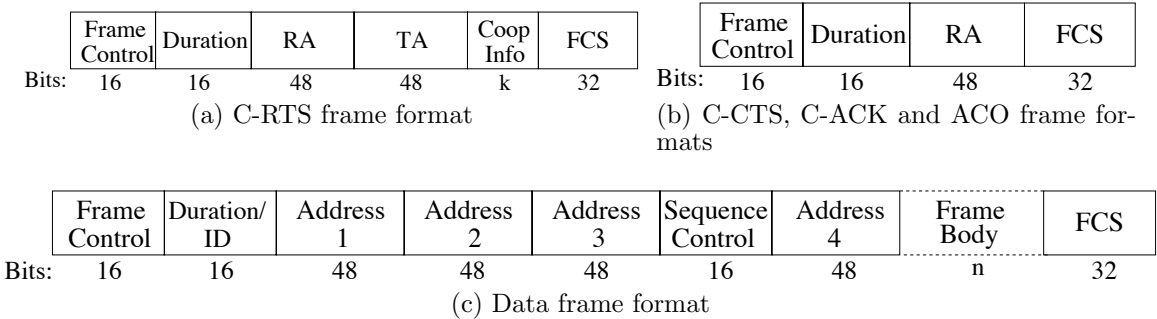 Frame Control Duration RA TA Coop Info FCS
Bits: 16 16 48 48 k 32
(a) C-RTS frame format
Frame Control Duration RA FCS
Bits: 16 16 48 32
(b) C-CTS, C-ACK and ACO frame for-
mats
Frame Control Duration/ ID Address 1 Address 2 Address 3 Sequence Control Address 4 Frame Body FCS
Bits: 16 16 48 48 48 16 48 n 32
(c) Data frame format